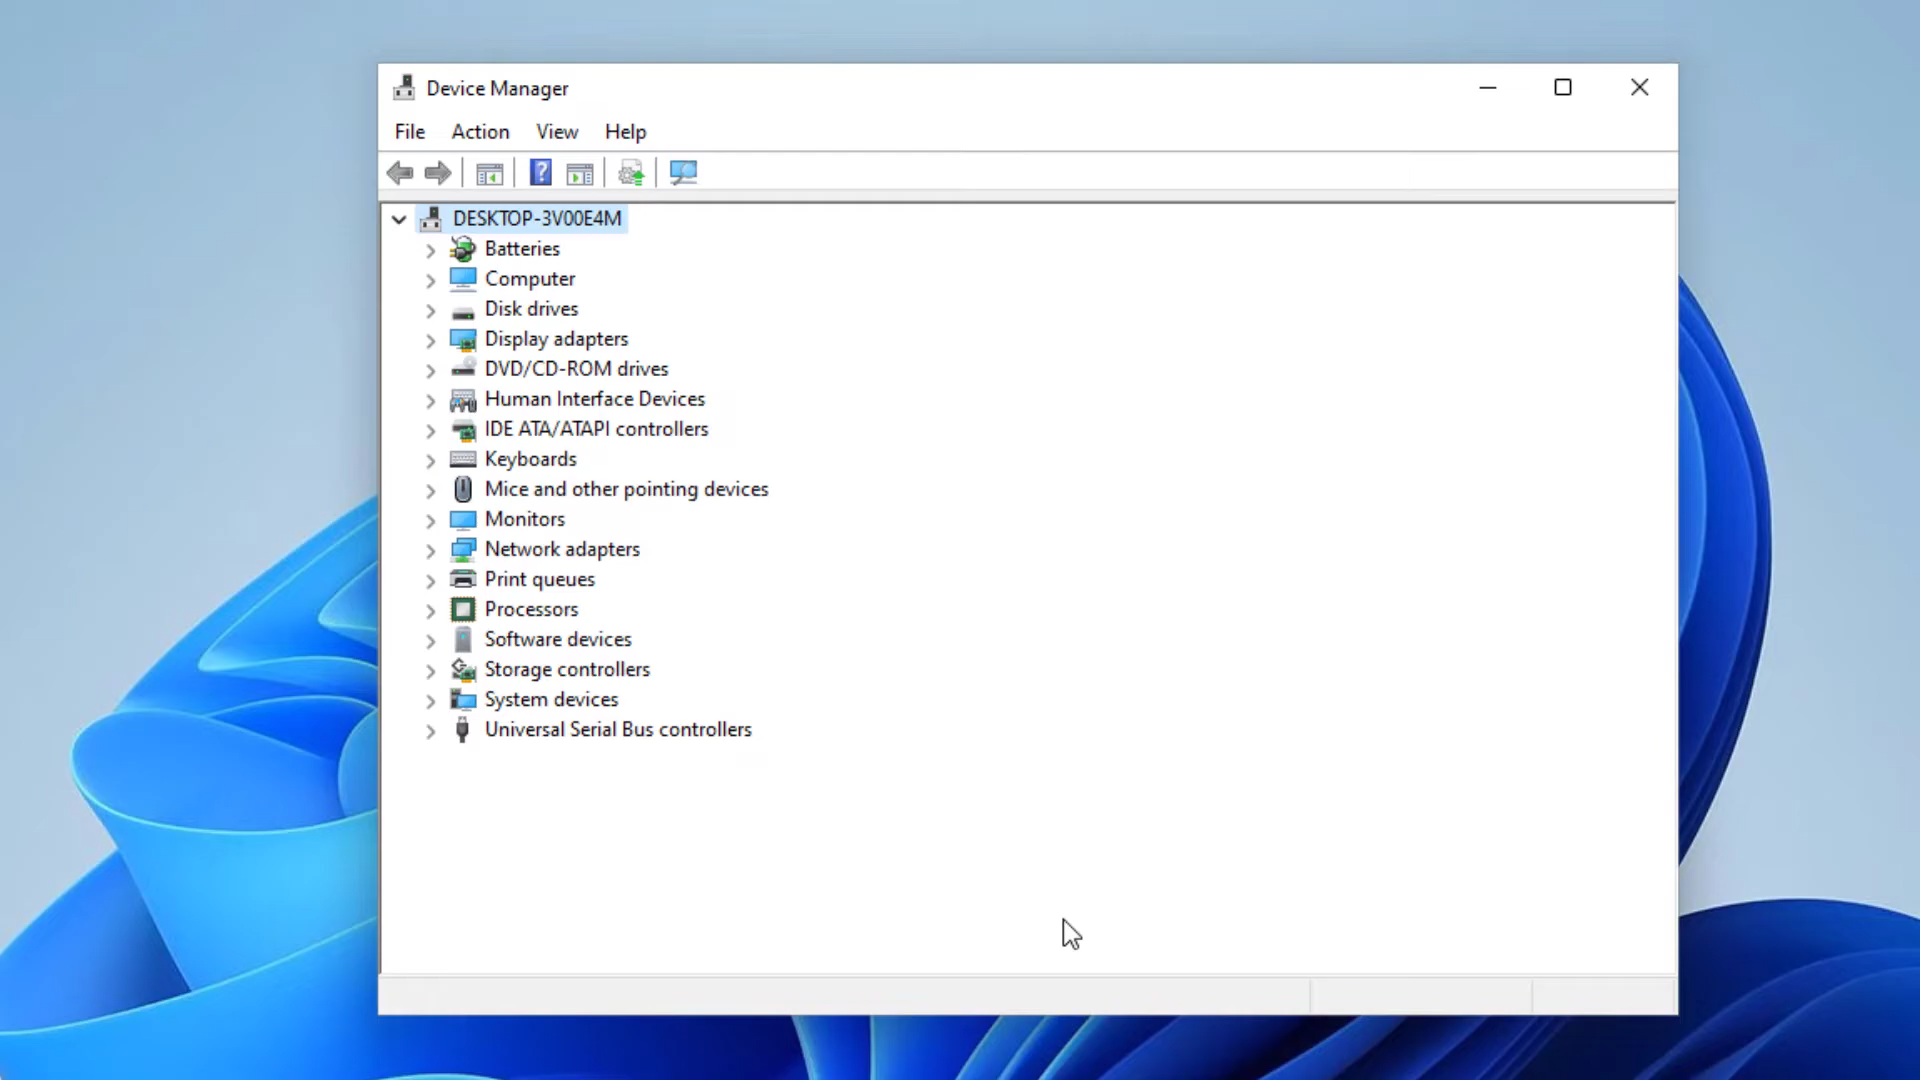 Device Manager
File Action View Help
?
DESKTOP-3V00E4M
Batteries
Computer
Disk drives
Display adapters
DVD/CD-ROM drives
Human Interface Devices
IDE ATA/ATAPI controllers
Keyboards
Mice and other pointing devices
Monitors
Network adapters
Print queues
Processors
Software devices
Storage controllers
System devices
Universal Serial Bus controllers